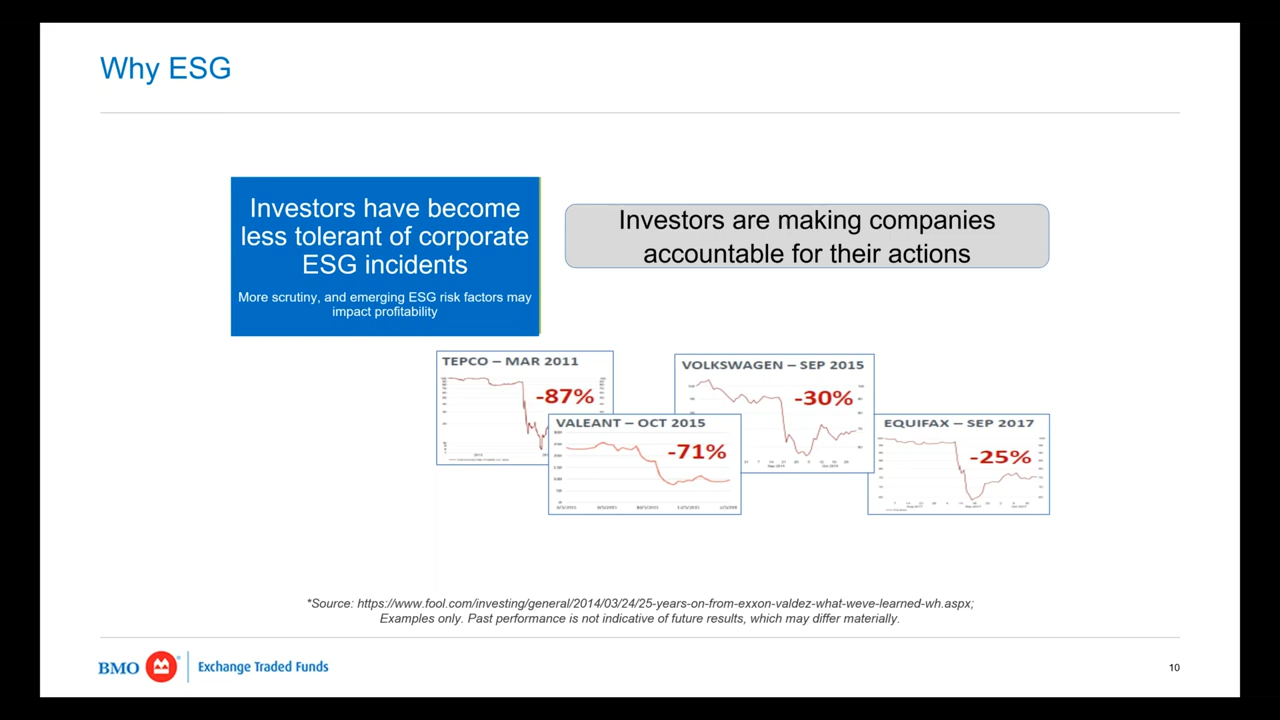 Why ESG
Investors have become
less tolerant of corporate
ESG incidents
More scrutiny, and emerging ESG risk factors may
impact profitability
Investors are making companies
accountable for their actions
TEPCO – MAR 2011
-87%
VALEANT – OCT 2015
-71%
VOLKSWAGEN – SEP 2015
-30%
EQUIFAX – SEP 2017
-25%
*Source: https://www.fool.com/investing/general/2014/03/24/25-years-on-from-exxon-valdez-what-weve-learned-wh.aspx;
Examples only. Past performance is not indicative of future results, which may differ materially.
BMO Exchange Traded Funds
10